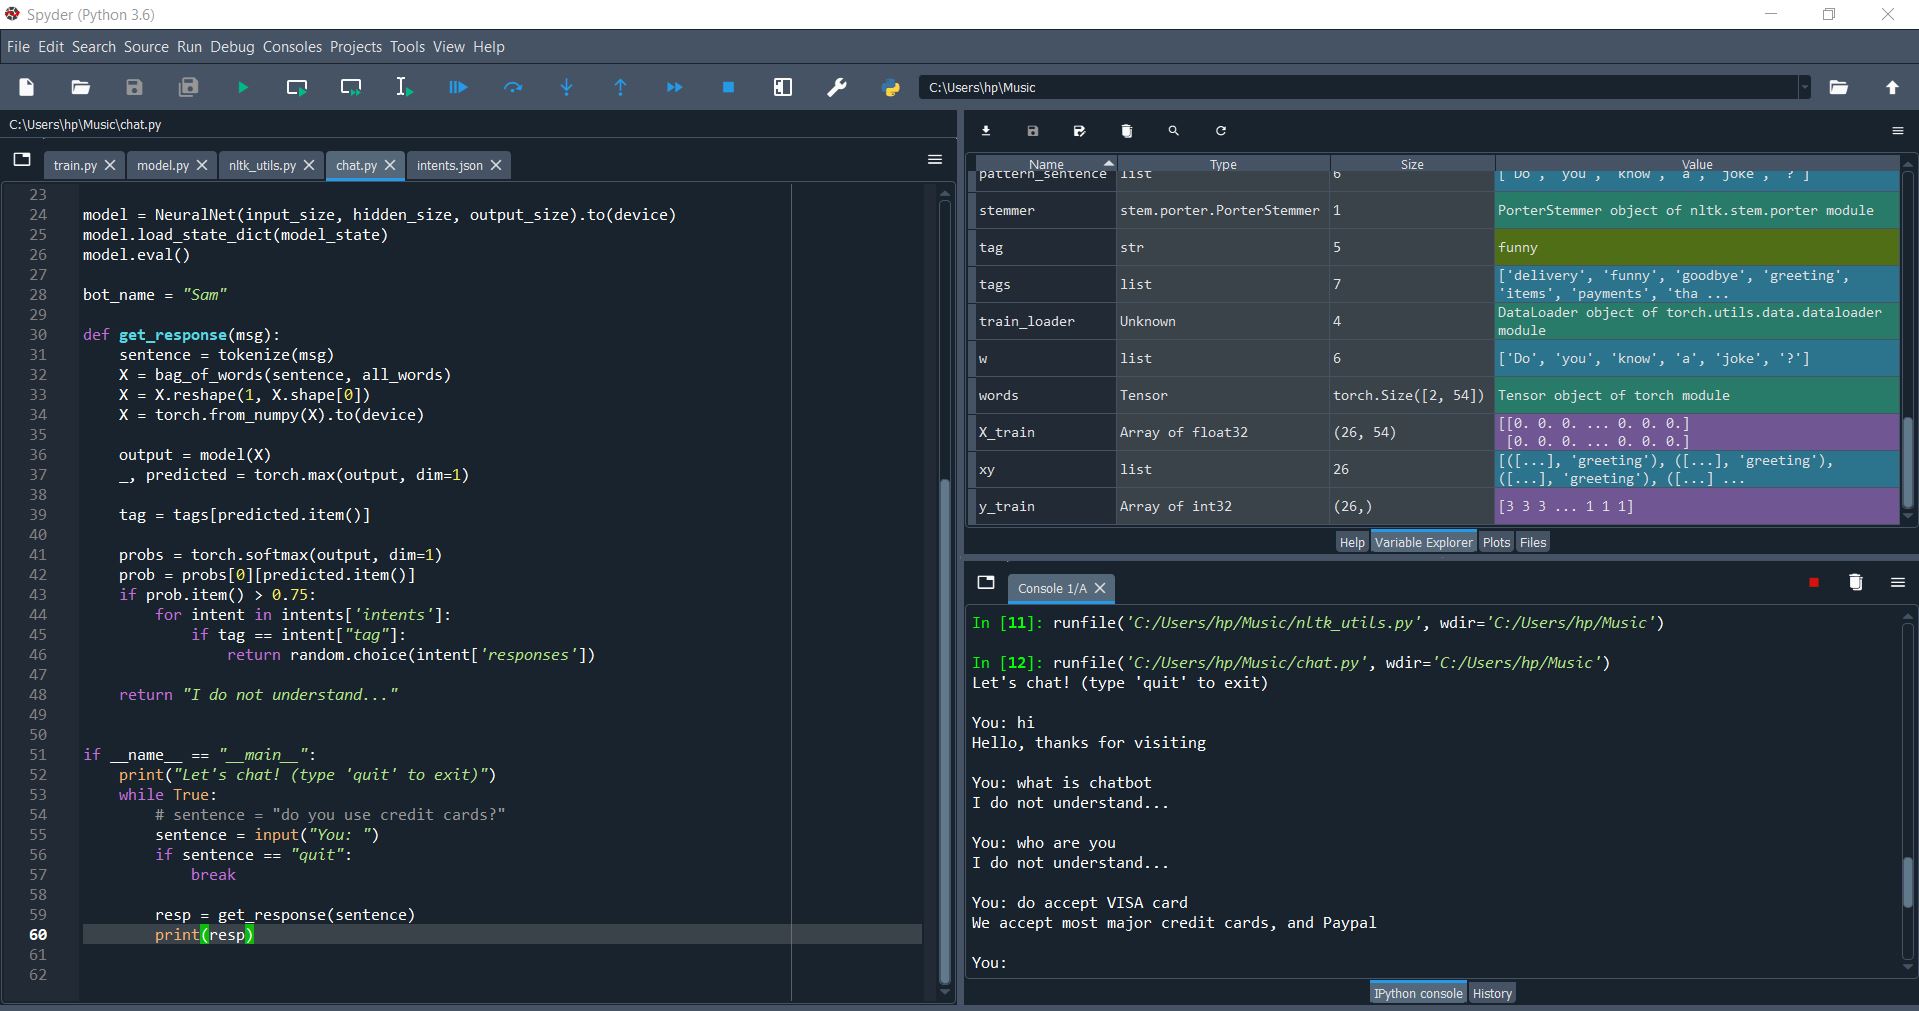 Spyder (Python 3.6)
File Edit Search Source Run Debug Consoles Projects Tools View Help
C:\Users\hp\Music
C:\Users\hp\Music\chat.py
train.py model.py nltk_utils.py chat.py intents.json
23
24 model = NeuralNet(input_size, hidden_size, output_size).to(device)
25 model.load_state_dict(model_state)
26 model.eval()
27
28 bot_name = "Sam"
29
30 def get_response(msg):
31 sentence = tokenize(msg)
32 X = bag_of_words(sentence, all_words)
33 X = X.reshape(1, X.shape[0])
34 X = torch.from_numpy(X).to(device)
35
36 output = model(X)
37 _, predicted = torch.max(output, dim=1)
38
39 tag = tags[predicted.item()]
40
41 probs = torch.softmax(output, dim=1)
42 prob = probs[0][predicted.item()]
43 if prob.item() > 0.75:
44 for intent in intents['intents']:
45 if tag == intent["tag"]:
46 return random.choice(intent['responses'])
47
48 return "I do not understand..."
49
50
51 if __name__ == "__main__":
52 print("Let's chat! (type 'quit' to exit)")
53 while True:
54 # sentence = "do you use credit cards?"
55 sentence = input("You: ")
56 if sentence == "quit":
57 break
58
59 resp = get_response(sentence)
60 print(resp)
61
62
Name Type Size Value
pattern_sentence list 6 ['Do', 'you', 'know', 'a', 'joke', '?']
stemmer stem.porter.PorterStemmer 1 PorterStemmer object of nltk.stem.porter module
tag str 5 funny
tags list 7 ['delivery', 'funny', 'goodbye', 'greeting',
'items', 'payments', 'tha ...
train_loader Unknown 4 DataLoader object of torch.utils.data.dataloader
module
w list 6 ['Do', 'you', 'know', 'a', 'joke', '?']
words Tensor torch.Size([2, 54]) Tensor object of torch module
X_train Array of float32 (26, 54) [[0. 0. 0. ... 0. 0. 0.]
[0. 0. 0. ... 0. 0. 0.]
xy list 26 [([...], 'greeting'), ([...], 'greeting'),
([...], 'greeting'), ([...] ...
y_train Array of int32 (26,) [3 3 3 ... 1 1 1]
Help Variable Explorer Plots Files
Console 1/A
In [11]: runfile('C:/Users/hp/Music/nltk_utils.py', wdir='C:/Users/hp/Music')
In [12]: runfile('C:/Users/hp/Music/chat.py', wdir='C:/Users/hp/Music')
Let's chat! (type 'quit' to exit)
You: hi
Hello, thanks for visiting
You: what is chatbot
I do not understand...
You: who are you
I do not understand...
You: do accept VISA card
We accept most major credit cards, and Paypal
You:
IPython console History